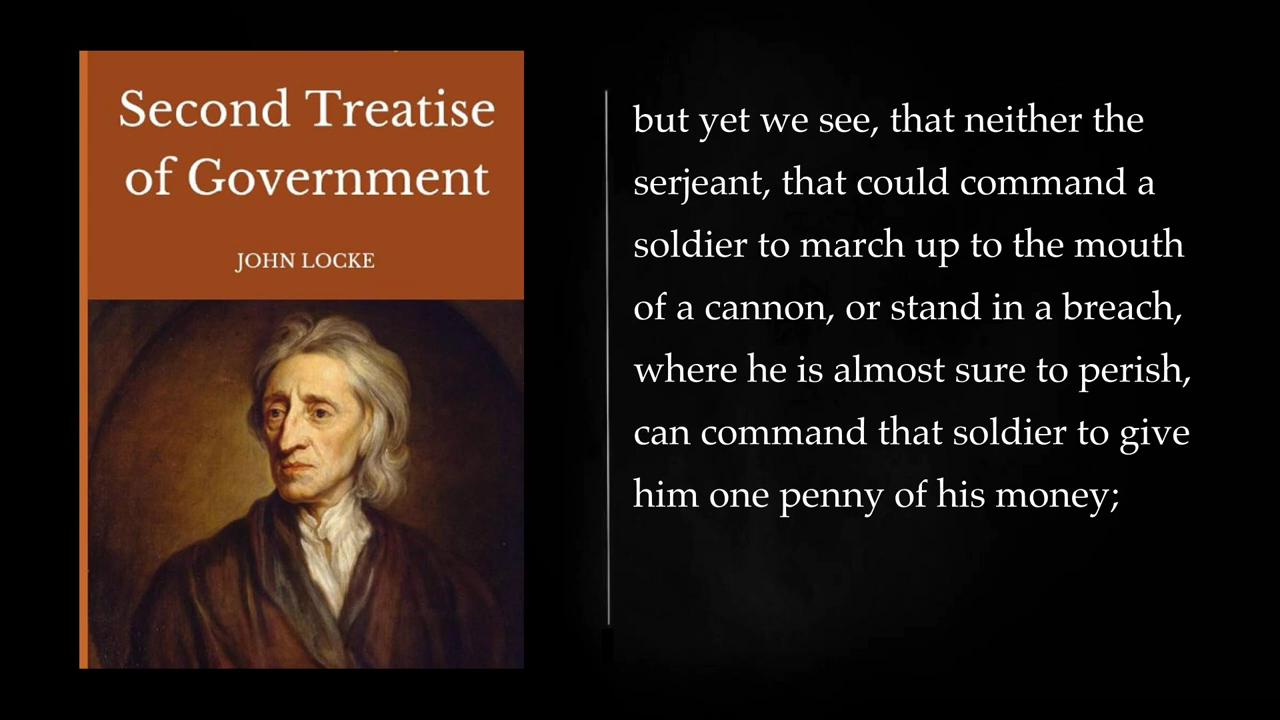 Second Treatise
of Government
JOHN LOCKE
but yet we see, that neither the
serjeant, that could command a
soldier to march up to the mouth
of a cannon, or stand in a breach,
where he is almost sure to perish,
can command that soldier to give
him one penny of his money;